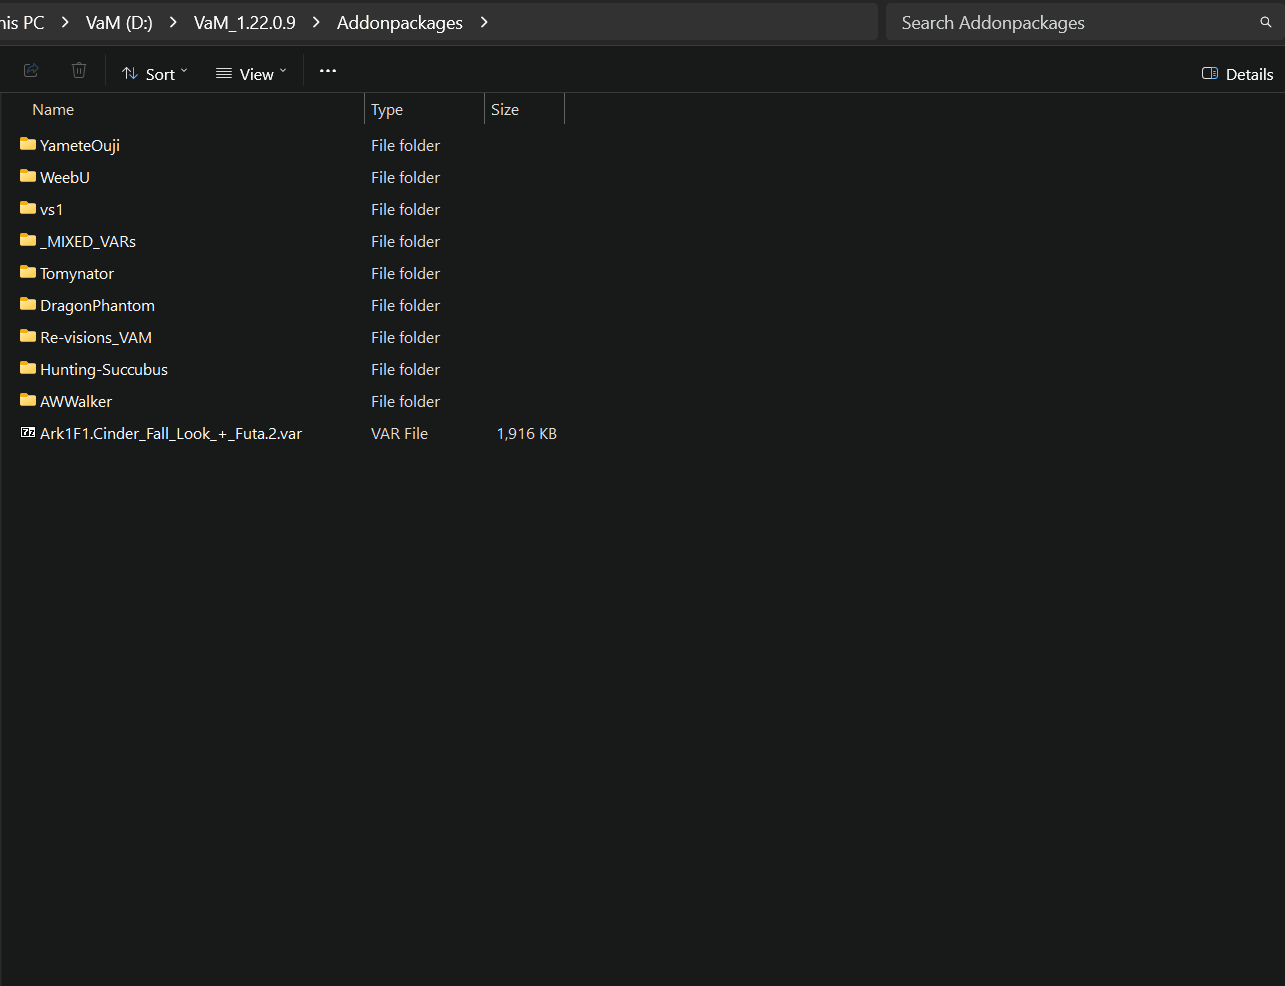 his PC > VaM (D:) > VaM_1.22.0.9 > Addonpackages >
Search Addonpackages
Sort
View
Details
Name Type Size
YameteOuji File folder
WeebU File folder
vs1 File folder
_MIXED_VARs File folder
Tomynator File folder
DragonPhantom File folder
Re-visions_VAM File folder
Hunting-Succubus File folder
AWWalker File folder
Ark1F1.Cinder_Fall_Look_+_Futa.2.var VAR File 1,916 KB